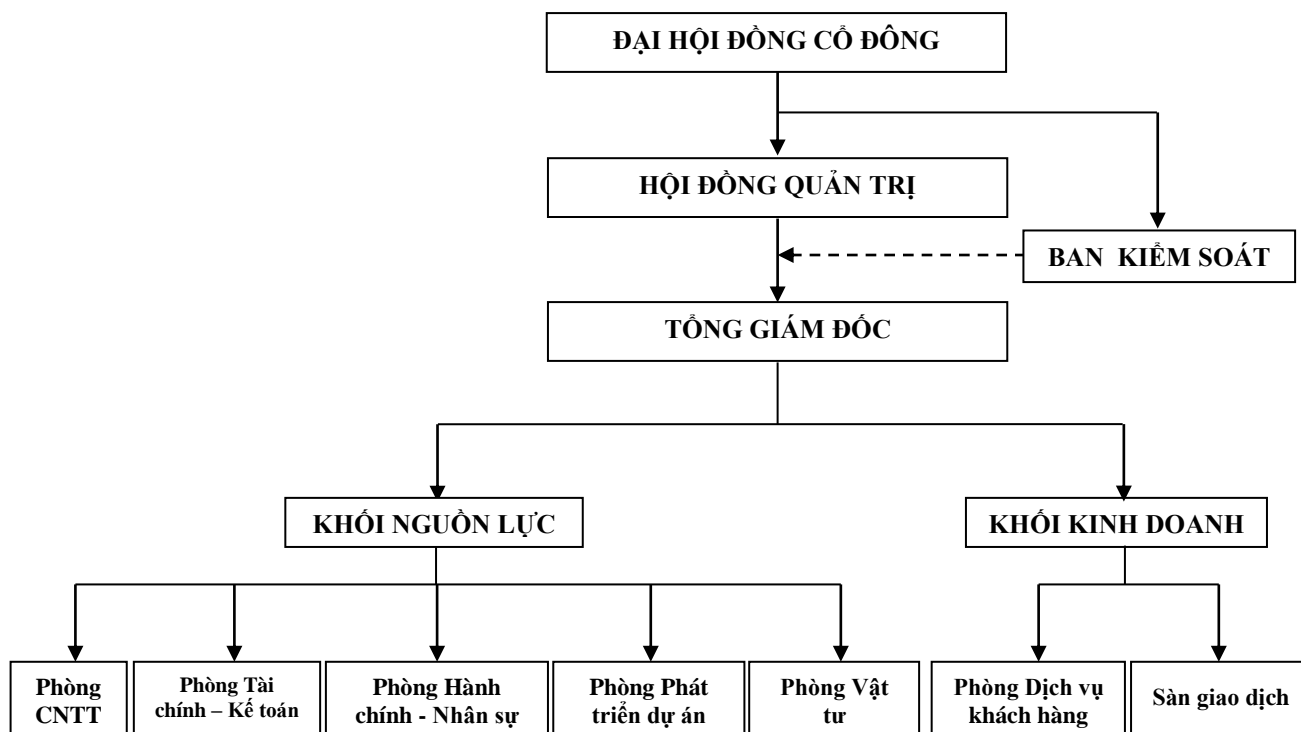 ĐẠI HỘI ĐỒNG CỔ ĐÔNG
HỘI ĐỒNG QUẢN TRỊ
BAN KIỂM SOÁT
TỔNG GIÁM ĐỐC
KHỐI NGUỒN LỰC
KHỐI KINH DOANH
Phòng
CNTT
Phòng Tài
chính – Kế toán
Phòng Hành
chính - Nhân sự
Phòng Phát
triển dự án
Phòng Vật
tư
Phòng Dịch vụ
khách hàng
Sàn giao dịch